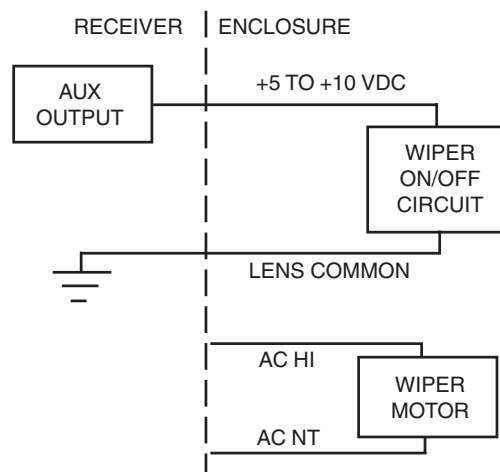 RECEIVER
ENCLOSURE
AUX
OUTPUT
+5 TO +10 VDC
WIPER
ON/OFF
CIRCUIT
LENS COMMON
AC HI
WIPER
MOTOR
AC NT